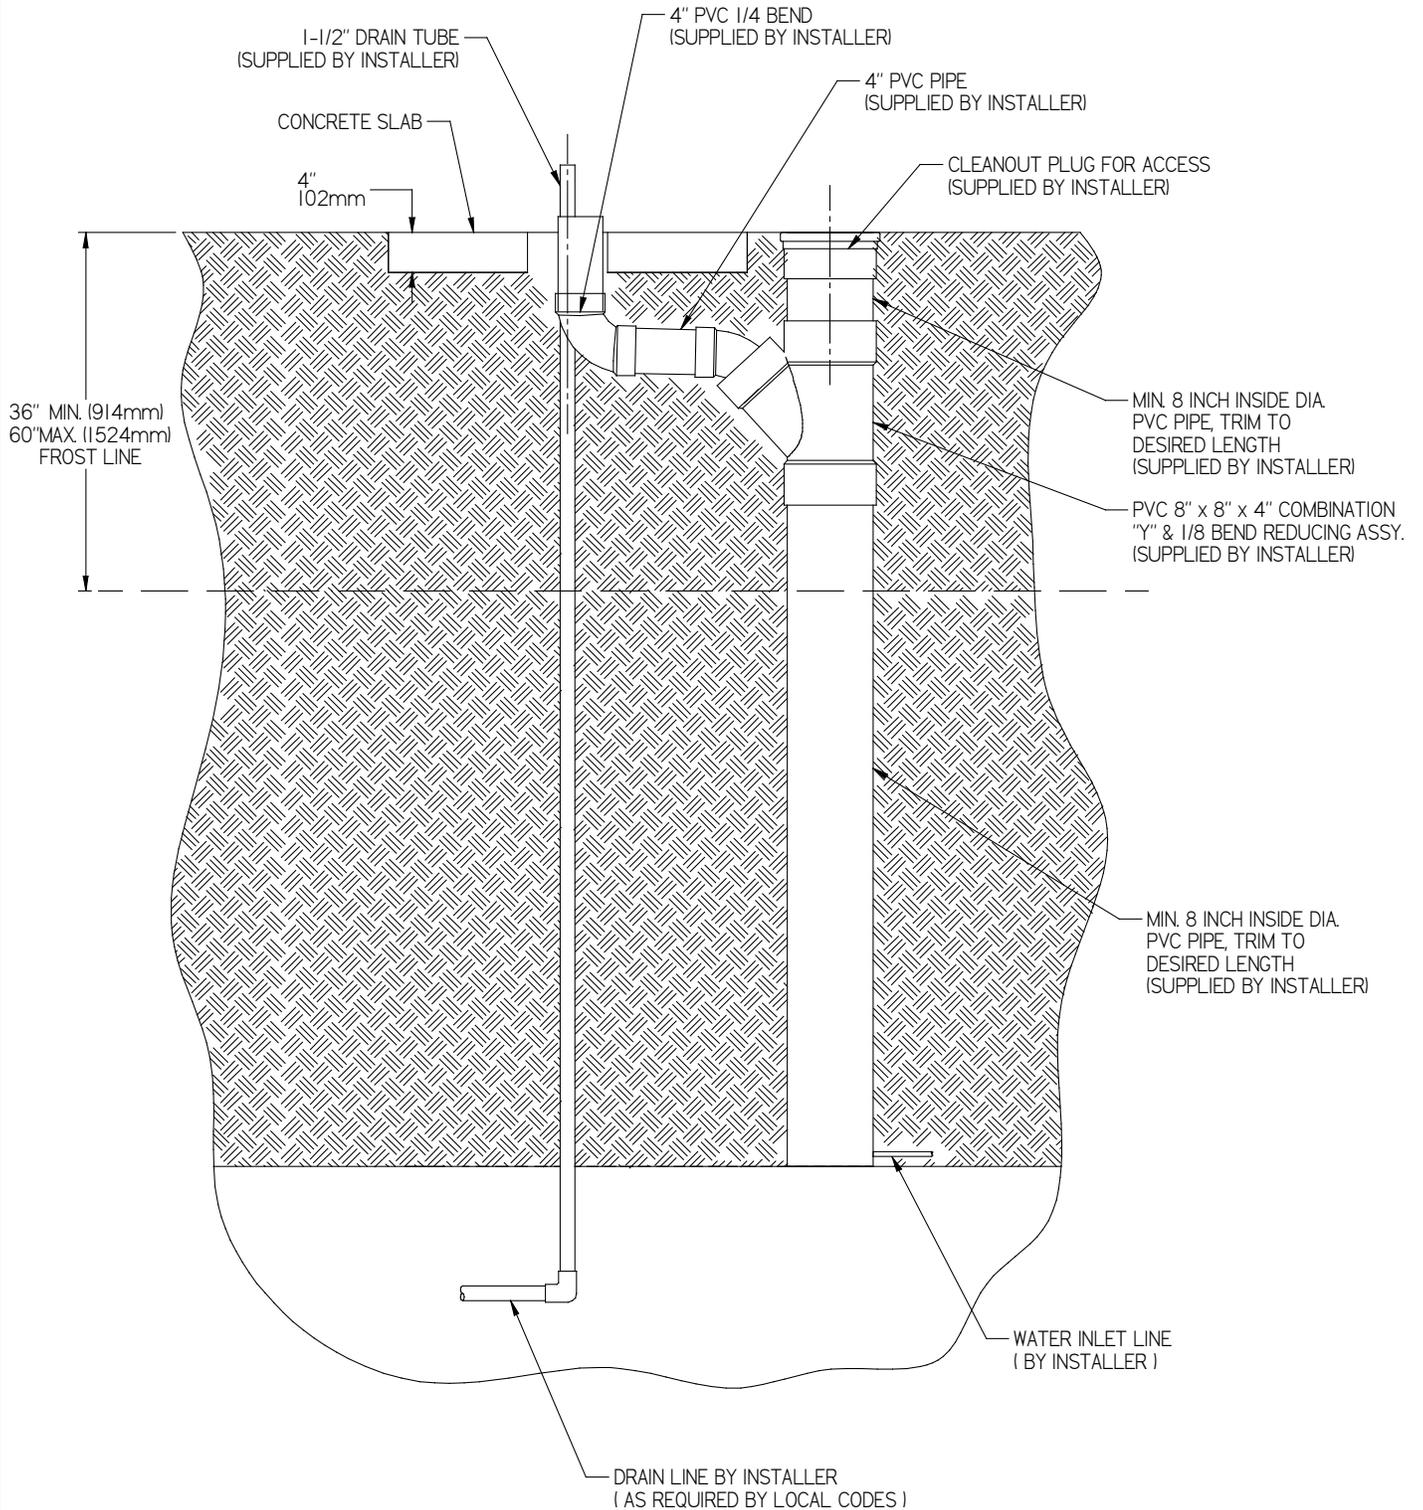 4" PVC 1/4 BEND
(SUPPLIED BY INSTALLER)
1-1/2" DRAIN TUBE
(SUPPLIED BY INSTALLER)
4" PVC PIPE
(SUPPLIED BY INSTALLER)
CONCRETE SLAB
CLEANOUT PLUG FOR ACCESS
(SUPPLIED BY INSTALLER)
4"
102mm
36" MIN. (914mm)
60"MAX. (1524mm)
FROST LINE
MIN. 8 INCH INSIDE DIA.
PVC PIPE, TRIM TO
DESIRED LENGTH
(SUPPLIED BY INSTALLER)
PVC 8" x 8" x 4" COMBINATION
"Y" & 1/8 BEND REDUCING ASSY.
(SUPPLIED BY INSTALLER)
MIN. 8 INCH INSIDE DIA.
PVC PIPE, TRIM TO
DESIRED LENGTH
(SUPPLIED BY INSTALLER)
WATER INLET LINE
( BY INSTALLER )
DRAIN LINE BY INSTALLER
( AS REQUIRED BY LOCAL CODES )